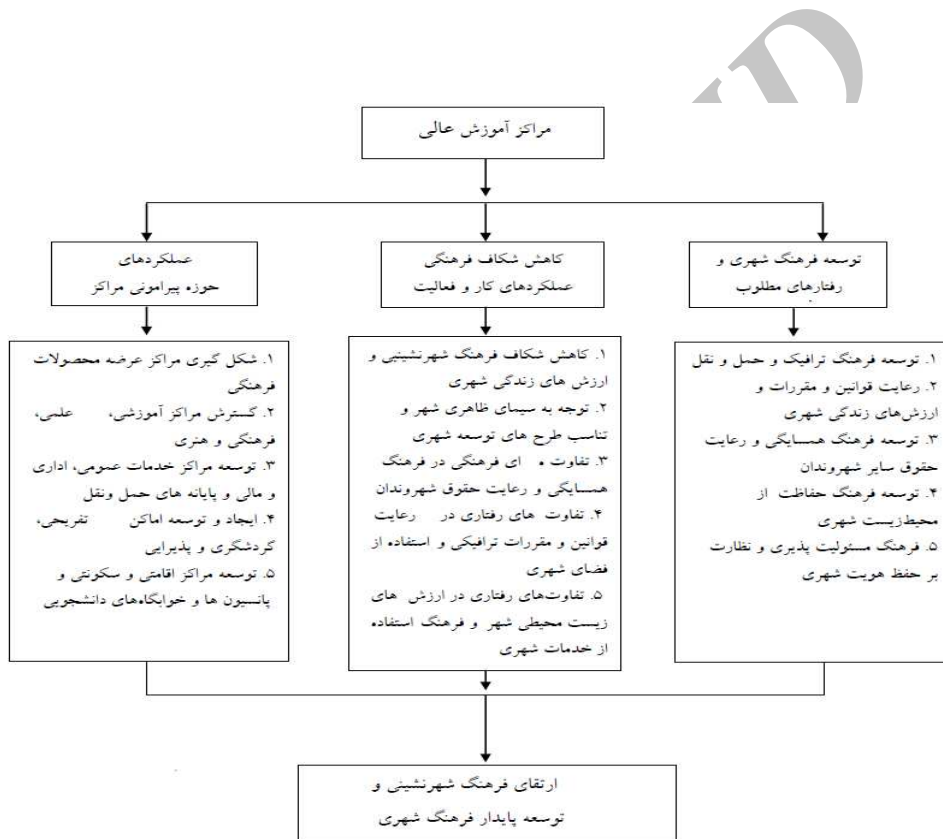 مراکز آموزش عالی
توسعه فرهنگ شهری و
رفتارهای مطلوب
کاهش شکاف فرهنگی
عملکردهای کار و فعالیت
عملکردهای
حوزه پیرامونی مراکز
۱. توسعه فرهنگ ترافیک و حمل و نقل
۲. رعایت قوانین و مقررات و
ارزش‌های زندگی شهری
۳. توسعه فرهنگ همسایگی و رعایت
حقوق سایر شهروندان
۴. توسعه فرهنگ حفاظت از
محیط‌زیست شهری
۵. فرهنگ مسئولیت پذیری و نظارت
بر حفظ هویت شهری
۱. کاهش شکاف فرهنگ شهرنشینی و
ارزش های زندگی شهری
۲. توجه به سیمای ظاهری شهر و
تناسب طرح های توسعه شهری
۳. تفاوت ه ای فرهنگی در فرهنگ
همسایگی و رعایت حقوق شهروندان
۴. تفاوت های رفتاری در رعایت
قوانین و مقررات ترافیکی و استفاده از
فضای شهری
۵. تفاوت‌های رفتاری در ارزش های
زیست محیطی شهر و فرهنگ استفاده
از خدمات شهری
۱. شکل گیری مراکز عرضه محصولات
فرهنگی
۲. گسترش مراکز آموزشی، علمی،
فرهنگی و هنری
۳. توسعه مراکز خدمات عمومی، اداری
و مالی و پایانه های حمل ونقل
۴. ایجاد و توسعه اماکن تفریحی،
گردشگری و پذیرایی
۵. توسعه مراکز اقامتی و سکونتی و
پانسیون ها و خوابگاه‌های دانشجویی
ارتقای فرهنگ شهرنشینی و
توسعه پایدار فرهنگ شهری